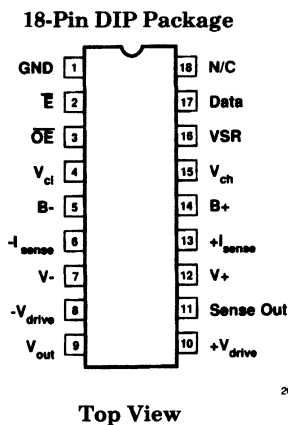 18-Pin DIP Package
GND 1 18 N/C
E̅ 2 17 Data
O̅E̅ 3 16 VSR
Vcl 4 15 Vch
B- 5 14 B+
-Isense 6 13 +Isense
V- 7 12 V+
-Vdrive 8 11 Sense Out
Vout 9 10 +Vdrive
Top View